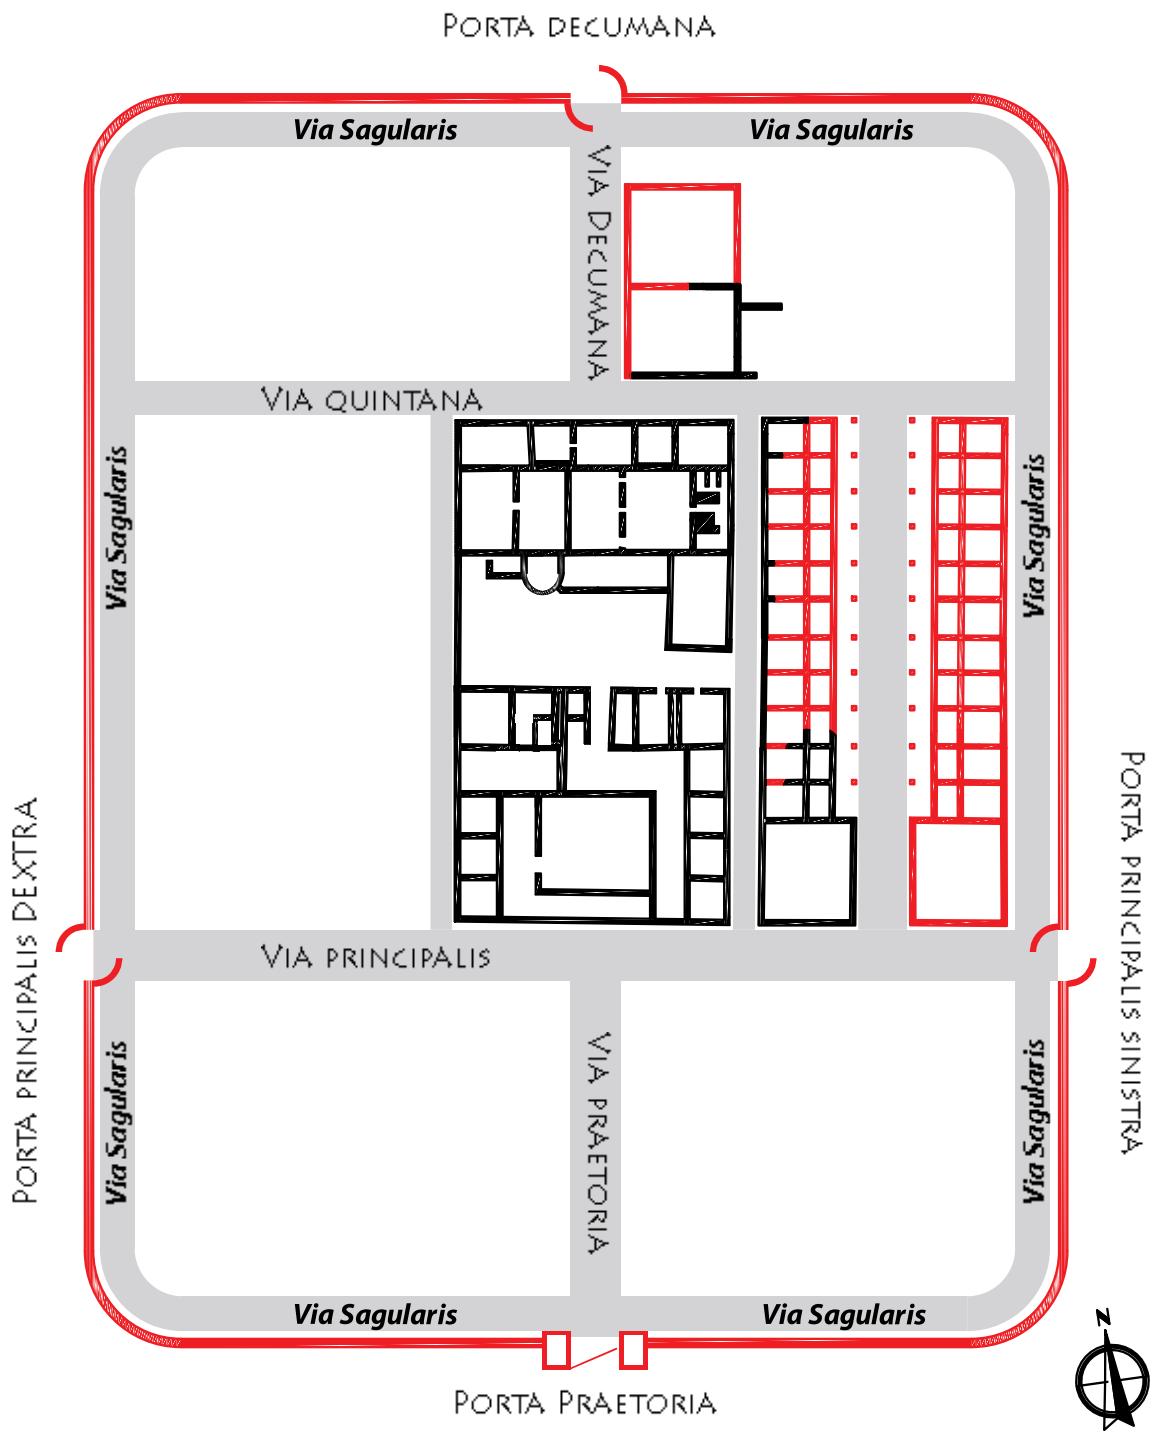 Porta decumana
Via Sagularis
Via Sagularis
Via Decumana
Via quintana
Via Sagularis
Via Sagularis
Porta principalis dextra
Porta principalis sinistra
Via principalis
Via Sagularis
Via praetoria
Via Sagularis
Via Sagularis
Via Sagularis
Porta Praetoria
N